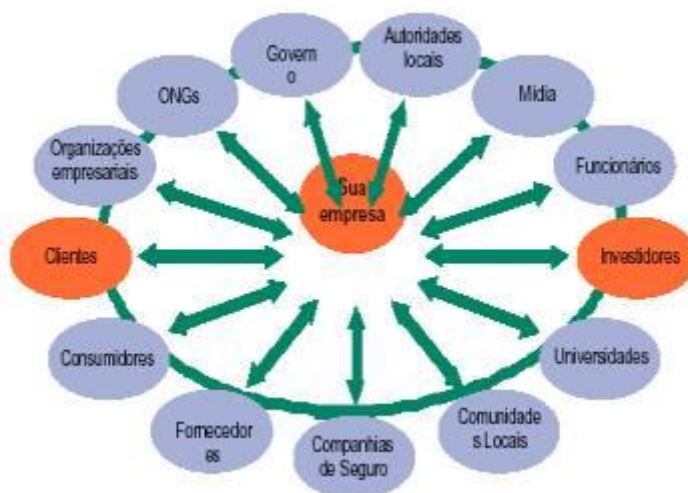 Govern
o
Autoridades
locais
ONGs
Mídia
Organizações
empresariais
Funcionários
Sua
empresa
Clientes
Investidores
Consumidores
Universidades
Fornecedor
es
Companhias
de Seguro
Comunidade
s Locais